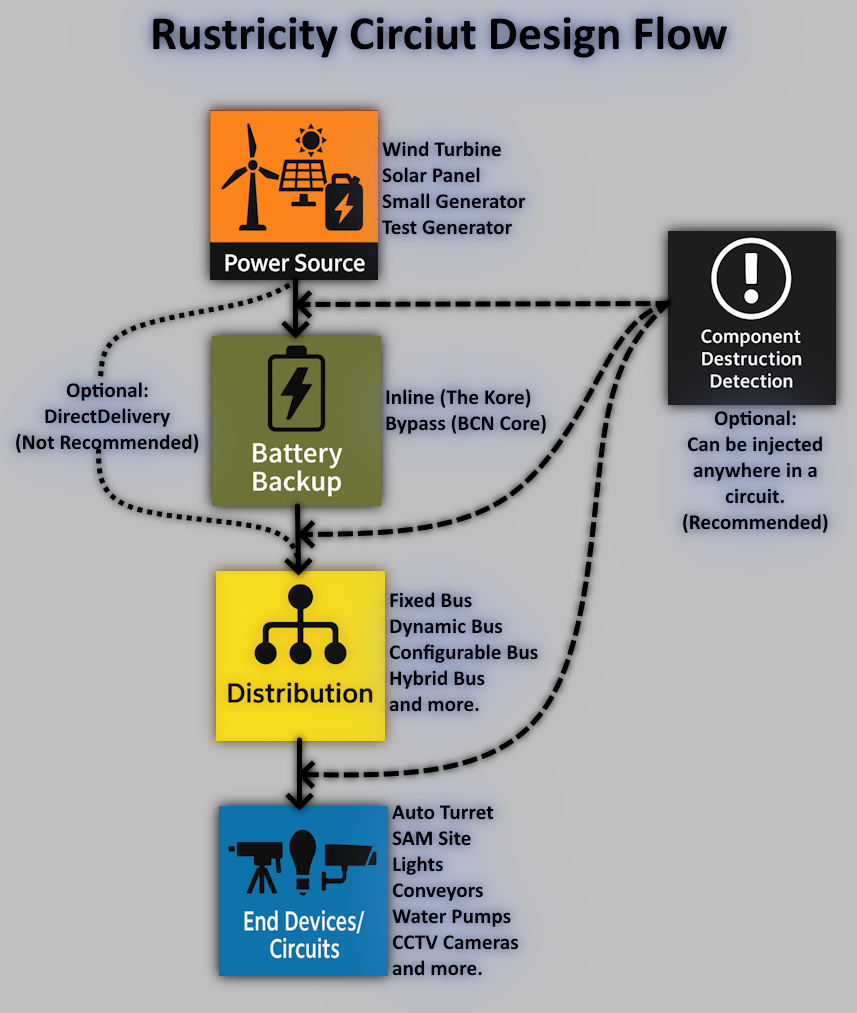 Rustricity Circiut Design Flow
Wind Turbine
Solar Panel
Small Generator
Test Generator
Power Source
Component
Destruction
Detection
Optional:
Can be injected
anywhere in a
circuit.
(Recommended)
Optional:
DirectDelivery
(Not Recommended)
Inline (The Kore)
Bypass (BCN Core)
Battery
Backup
Fixed Bus
Dynamic Bus
Configurable Bus
Hybrid Bus
and more.
Distribution
Auto Turret
SAM Site
Lights
Conveyors
Water Pumps
CCTV Cameras
and more.
End Devices/
Circuits